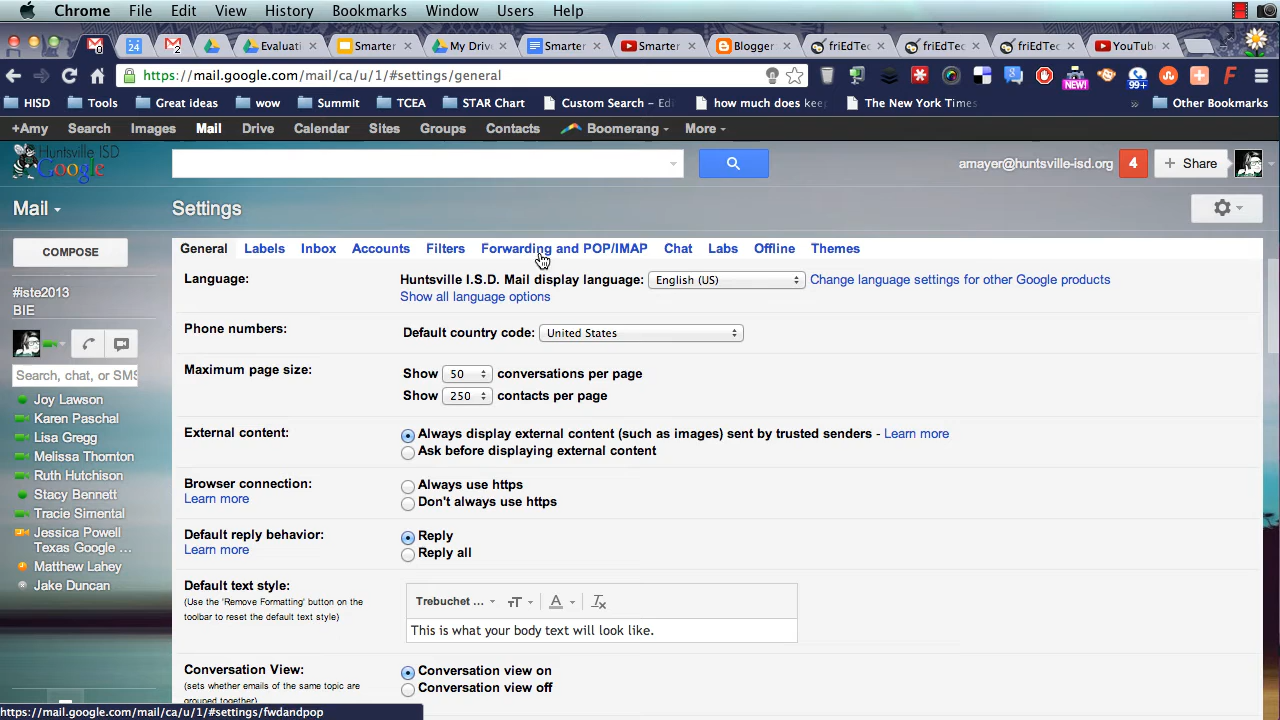 Chrome File Edit View History Bookmarks Window Users Help
24 2 Evaluati Smarter My Driv Smarter Smarter Blogger friEdTec friEdTec friEdTec YouTube
https://mail.google.com/mail/ca/u/1/#settings/general
NEW! 99+
HISD Tools Great ideas wow Summit TCEA STAR Chart Custom Search – Edi how much does keep The New York Times » Other Bookmarks
+Amy Search Images Mail Drive Calendar Sites Groups Contacts Boomerang More
Huntsville ISD
Google
amayer@huntsville-isd.org 4 + Share
Mail Settings
COMPOSE
General Labels Inbox Accounts Filters Forwarding and POP/IMAP Chat Labs Offline Themes
#iste2013
BIE
Search, chat, or SMS
Joy Lawson
Karen Paschal
Lisa Gregg
Melissa Thornton
Ruth Hutchison
Stacy Bennett
Tracie Simental
Jessica Powell
Texas Google ...
Matthew Lahey
Jake Duncan
Language: Huntsville I.S.D. Mail display language: English (US) Change language settings for other Google products
Show all language options
Phone numbers: Default country code: United States
Maximum page size: Show 50 conversations per page
Show 250 contacts per page
External content: Always display external content (such as images) sent by trusted senders - Learn more
Ask before displaying external content
Browser connection: Always use https
Learn more Don't always use https
Default reply behavior: Reply
Learn more Reply all
Default text style:
(Use the 'Remove Formatting' button on the
toolbar to reset the default text style)
Trebuchet ... TT A Tx
This is what your body text will look like.
Conversation View: Conversation view on
(sets whether emails of the same topic are Conversation view off
grouped together)
https://mail.google.com/mail/ca/u/1/#settings/fwdandpop